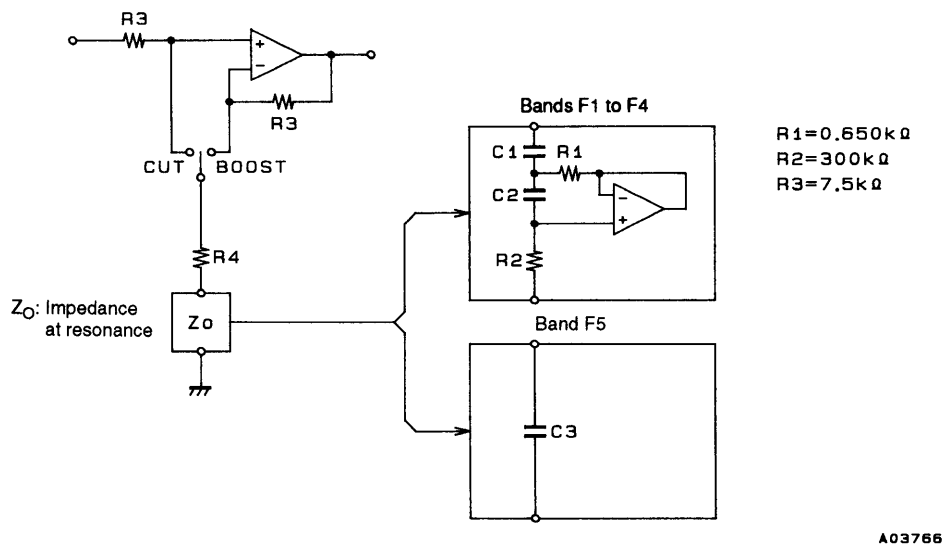 R3
+
−
R3
CUT
BOOST
R4
ZO: Impedance
at resonance
Zo
Bands F1 to F4
C1
R1
C2
−
+
R2
Band F5
C3
R1=0.650kΩ
R2=300kΩ
R3=7.5kΩ
A03766